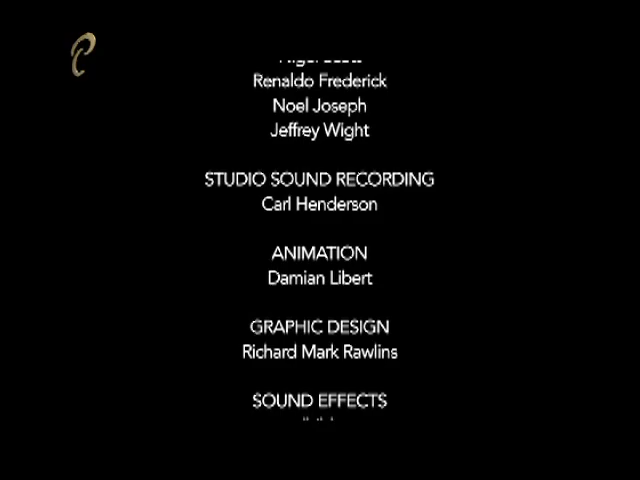 Renaldo Frederick
Noel Joseph
Jeffrey Wight
STUDIO SOUND RECORDING
Carl Henderson
ANIMATION
Damian Libert
GRAPHIC DESIGN
Richard Mark Rawlins
SOUND EFFECTS